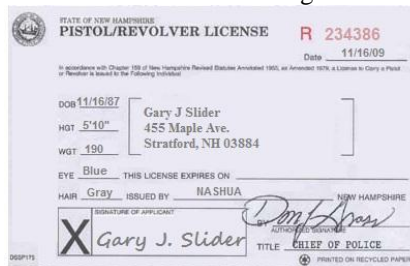 STATE OF NEW HAMPSHIRE
PISTOL/REVOLVER LICENSE
R 234386
Date 11/16/09
In accordance with Chapter 159 of New Hampshire Revised Statutes Annotated 1955, as Amended 1979, a License to Carry a Pistol
or Revolver is issued to the Following Individual
DOB 11/16/87
HGT 5'10"
WGT 190
Gary J Slider
455 Maple Ave.
Stratford, NH 03884
EYE Blue THIS LICENSE EXPIRES ON
HAIR Gray ISSUED BY NASHUA NEW HAMPSHIRE
SIGNATURE OF APPLICANT
X Gary J. Slider
AUTHORIZED SIGNATURE
TITLE CHIEF OF POLICE
DSSP175
PRINTED ON RECYCLED PAPER